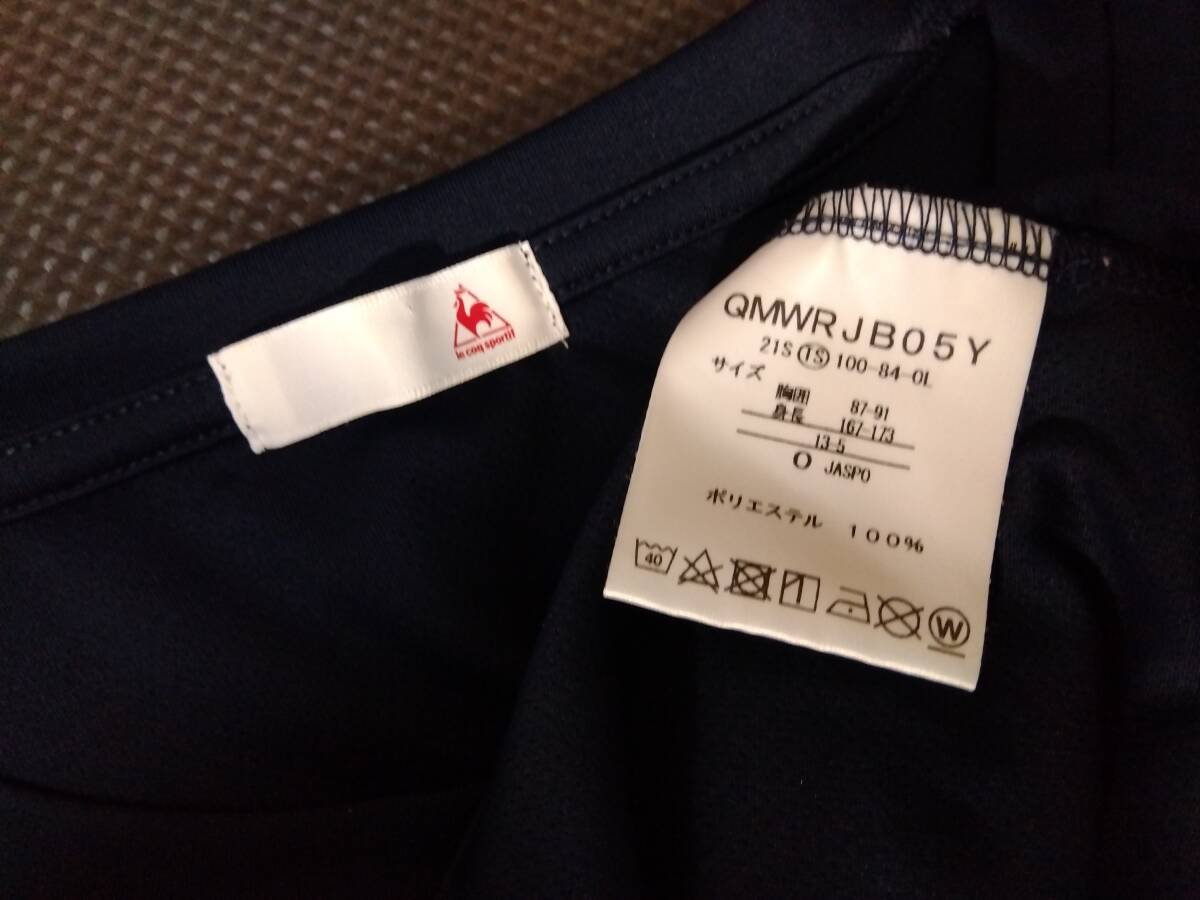 le coq sportif
QMWRJB05Y
21S 1S 100-84-0L
サイズ
胸囲 87-91
身長 167-173
13-5
O JASPO
ポリエステル 100%
40
W